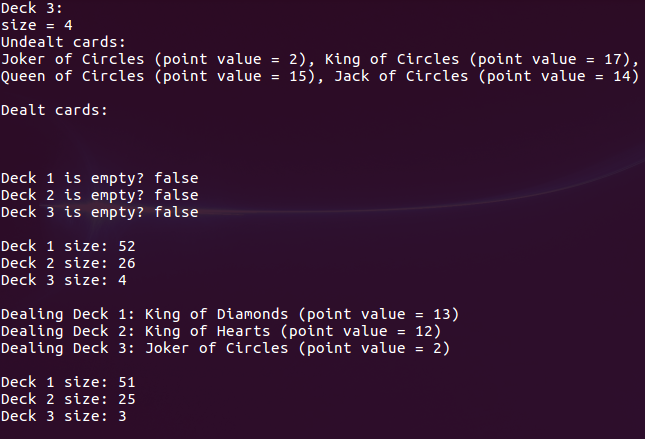 Deck 3:
size = 4
Undealt cards:
Joker of Circles (point value = 2), King of Circles (point value = 17),
Queen of Circles (point value = 15), Jack of Circles (point value = 14)
Dealt cards:
Deck 1 is empty? false
Deck 2 is empty? false
Deck 3 is empty? false
Deck 1 size: 52
Deck 2 size: 26
Deck 3 size: 4
Dealing Deck 1: King of Diamonds (point value = 13)
Dealing Deck 2: King of Hearts (point value = 12)
Dealing Deck 3: Joker of Circles (point value = 2)
Deck 1 size: 51
Deck 2 size: 25
Deck 3 size: 3